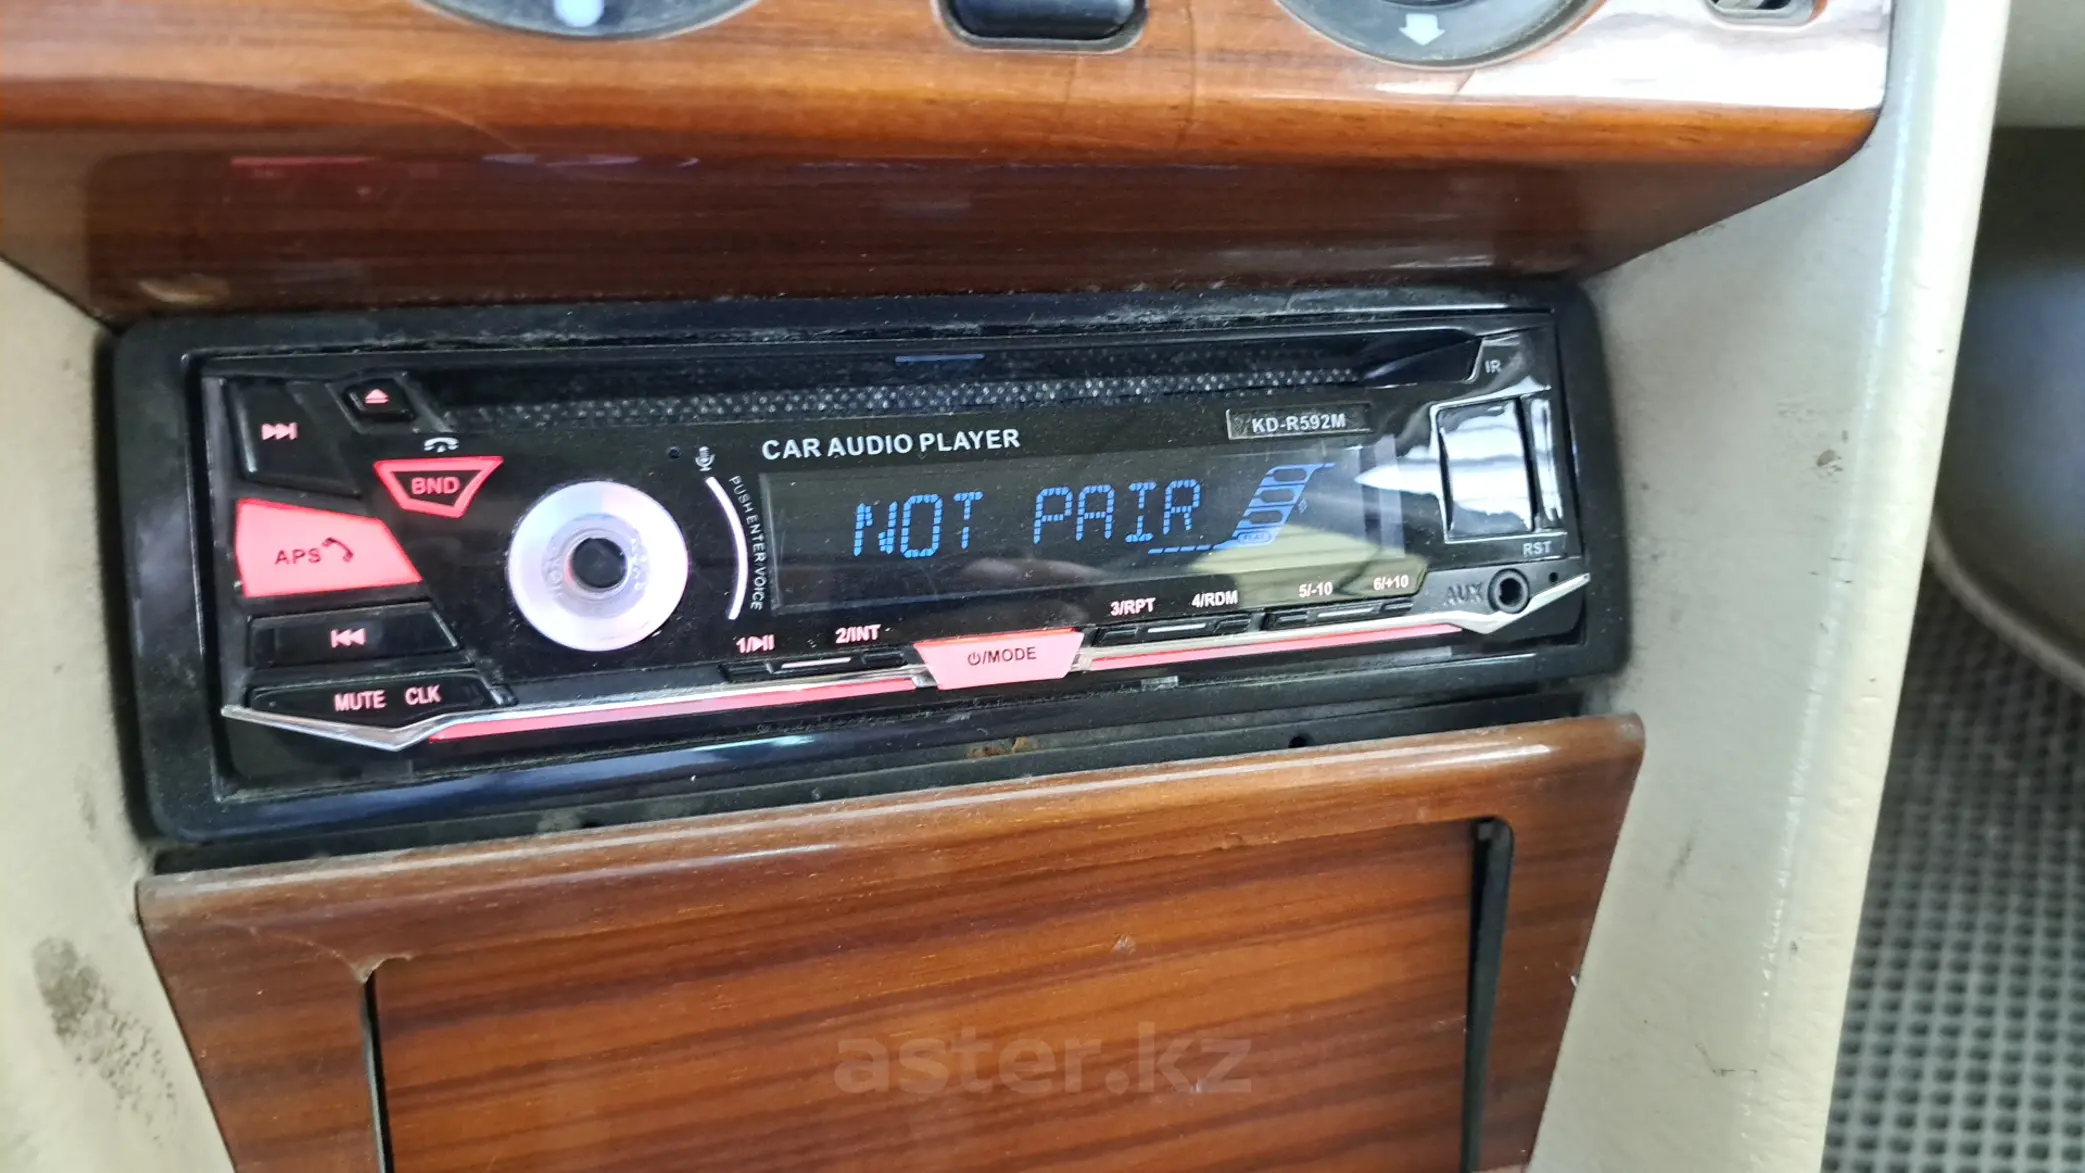 IR
KD-R592M
CAR AUDIO PLAYER
BND
PUSH ENTER/VOICE
NOT PAIR
APS
RST
AUX
1/
2/INT
3/RPT
4/RDM
5/-10
6/+10
/MODE
MUTE CLK
aster.kz